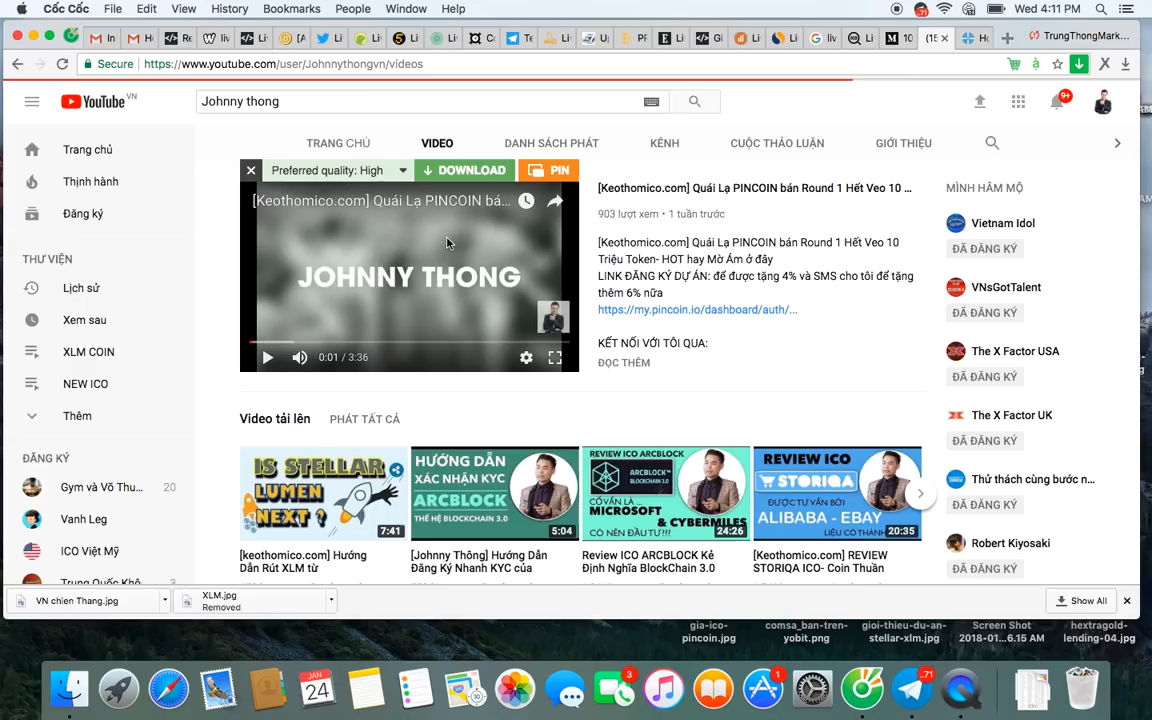 Cốc Cốc File Edit View History Bookmarks People Window Help
Wed 4:11 PM
TrungThongMark...
Secure https://www.youtube.com/user/Johnnythongvn/videos
YouTube VN
Johnny thong
9+
Trang chủ
Thịnh hành
Đăng ký
THƯ VIỆN
Lịch sử
Xem sau
XLM COIN
NEW ICO
Thêm
ĐĂNG KÝ
Gym và Võ Thu... 20
Vanh Leg
ICO Việt Mỹ
TRANG CHỦ VIDEO DANH SÁCH PHÁT KÊNH CUỘC THẢO LUẬN GIỚI THIỆU
Preferred quality: High DOWNLOAD PIN
[Keothomico.com] Quái Lạ PINCOIN bá...
JOHNNY THONG
0:01 / 3:36
[Keothomico.com] Quái Lạ PINCOIN bán Round 1 Hết Veo 10 ...
903 lượt xem • 1 tuần trước
[Keothomico.com] Quái Lạ PINCOIN bán Round 1 Hết Veo 10
Triệu Token- HOT hay Mờ Ám ở đây
LINK ĐĂNG KÝ DỰ ÁN: để được tặng 4% và SMS cho tôi để tặng
thêm 6% nữa
https://my.pincoin.io/dashboard/auth/...
KẾT NỐI VỚI TÔI QUA:
ĐỌC THÊM
Video tải lên PHÁT TẤT CẢ
IS STELLAR
LUMEN
NEXT ?
7:41
[keothomico.com] Hướng
Dẫn Rút XLM từ
HƯỚNG DẪN
XÁC NHẬN KYC
ARCBLOCK
THẾ HỆ BLOCKCHAIN 3.0
5:04
[Johnny Thông] Hướng Dẫn
Đăng Ký Nhanh KYC của
REVIEW ICO ARCBLOCK
ARCBLOCK
BLOCKCHAIN 3.0
CỐ VẤN LÀ
MICROSOFT
& CYBERMILES
CÓ NÊN ĐẦU TƯ???
24:26
Review ICO ARCBLOCK Kẻ
Định Nghĩa BlockChain 3.0
REVIEW ICO
STORIQA
ĐƯỢC TƯ VẤN BỞI
ALIBABA - EBAY
LIỆU CÓ THÀNH
20:35
[Keothomico.com] REVIEW
STORIQA ICO- Coin Thuần
MÌNH HÂM MỘ
Vietnam Idol
ĐÃ ĐĂNG KÝ
VNsGotTalent
ĐÃ ĐĂNG KÝ
The X Factor USA
ĐÃ ĐĂNG KÝ
The X Factor UK
ĐÃ ĐĂNG KÝ
Thử thách cùng bước n...
ĐÃ ĐĂNG KÝ
Robert Kiyosaki
ĐÃ ĐĂNG KÝ
VN chien Thang.jpg
XLM.jpg
Removed
Show All
gia-ico-
pincoin.jpg
comsa_ban-tren-
yobit.png
gioi-thieu-du-an-
stellar-xlm.jpg
Screen Shot
2018-01...6.15 AM
hextragold-
lending-04.jpg
JAN
24
3
1